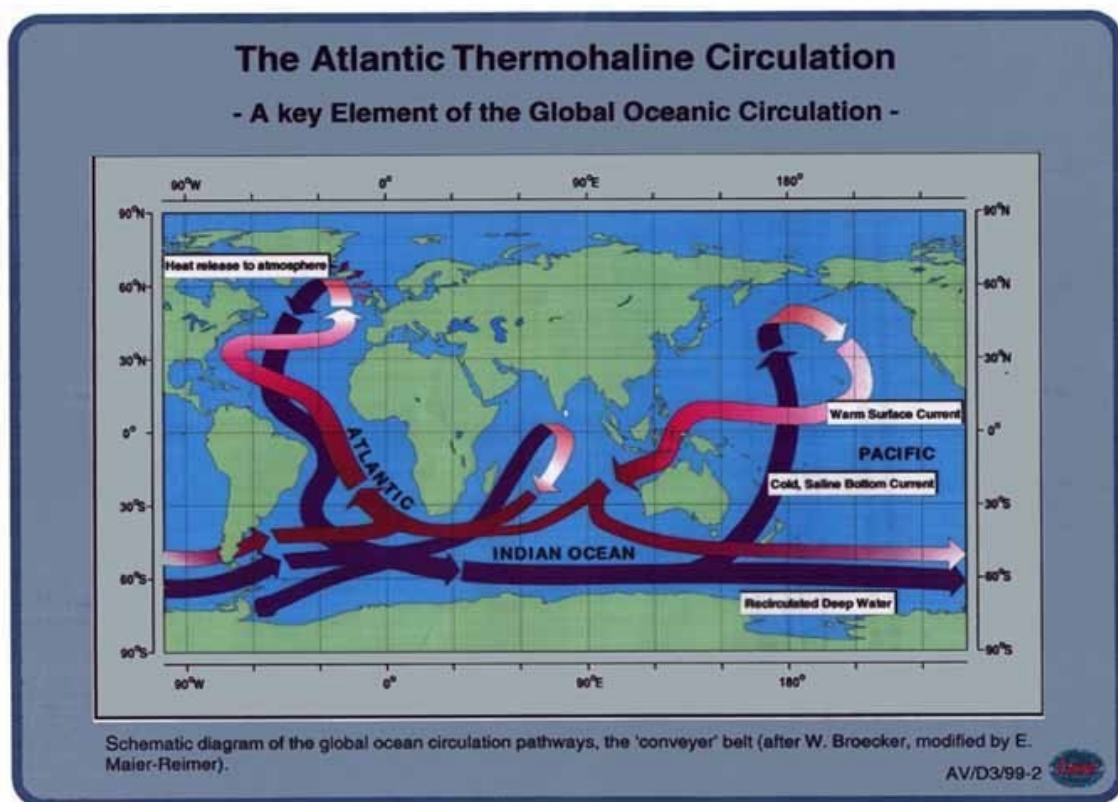 The Atlantic Thermohaline Circulation
- A key Element of the Global Oceanic Circulation -
90°W 0° 90°E 180°
90°N 90°N
Heat release to atmosphere
60°N 60°N
30°N 30°N
Warm Surface Current
0° 0°
ATLANTIC
PACIFIC
Cold, Saline Bottom Current
30°S 30°S
INDIAN OCEAN
60°S 60°S
Recirculated Deep Water
90°S 90°S
90°W 0° 90°E 180°
Schematic diagram of the global ocean circulation pathways, the 'conveyer' belt (after W. Broecker, modified by E.
Maier-Reimer).
AV/D3/99-2